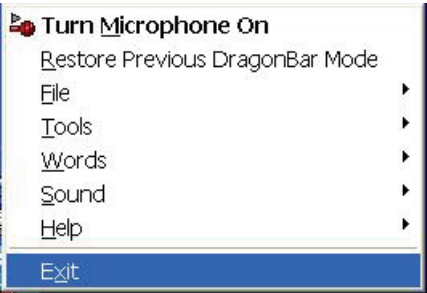 Turn Microphone On
Restore Previous DragonBar Mode
File
Tools
Words
Sound
Help
Exit